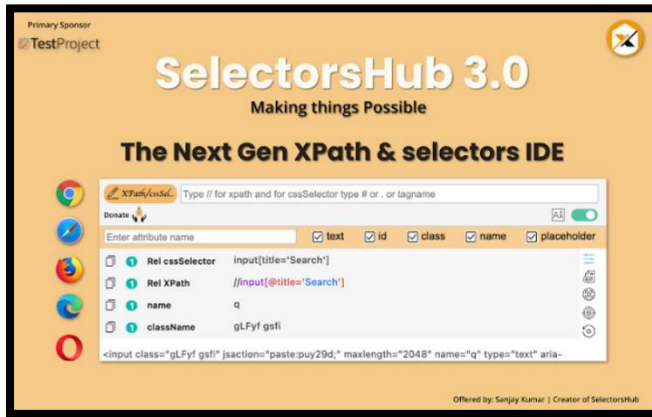 Primary Sponsor
TestProject
SelectorsHub 3.0
Making things Possible
The Next Gen XPath & selectors IDE
XPath/cssSel..
Type // for xpath and for cssSelector type # or . or tagname
Donate
Enter attribute name
text id class name placeholder
1 Rel cssSelector input[title='Search']
1 Rel XPath //input[@title='Search']
1 name q
1 className gLFyf gsfi
<input class="gLFyf gsfi" jsaction="paste:puy29d;" maxlength="2048" name="q" type="text" aria-
Offered by: Sanjay Kumar | Creator of SelectorsHub